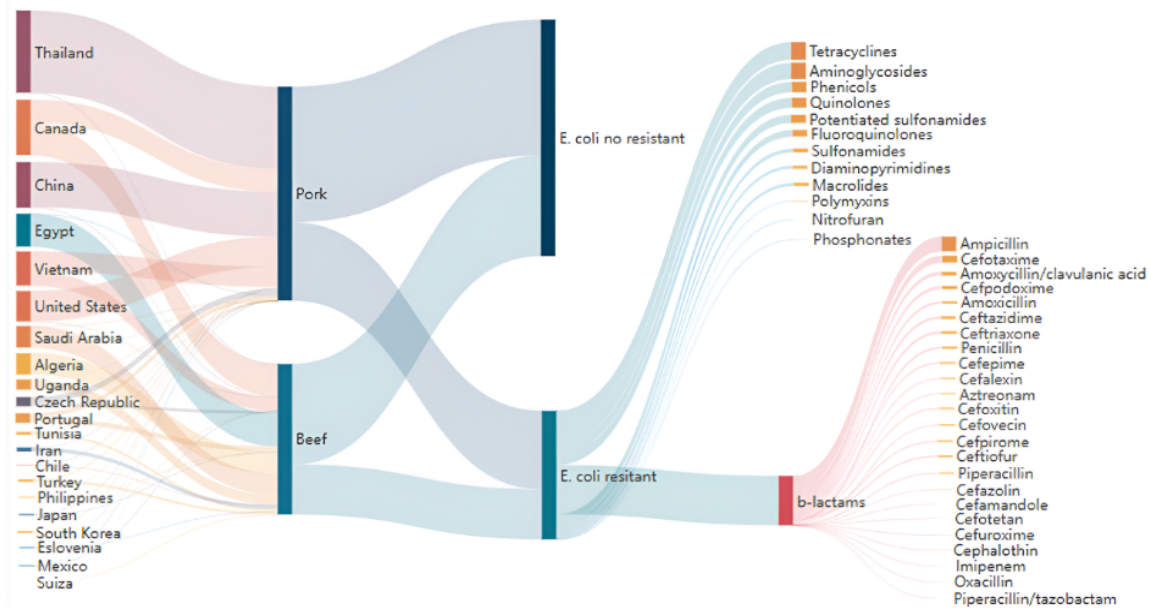 Thailand
Canada
China
Egypt
Vietnam
United States
Saudi Arabia
Algeria
Uganda
Czech Republic
Portugal
Tunisia
Iran
Chile
Turkey
Philippines
Japan
South Korea
Eslovenia
Mexico
Suiza
Pork
Beef
E. coli no resistant
E. coli resitant
Tetracyclines
Aminoglycosides
Phenicols
Quinolones
Potentiated sulfonamides
Fluoroquinolones
Sulfonamides
Diaminopyrimidines
Macrolides
Polymyxins
Nitrofuran
Phosphonates
b-lactams
Ampicillin
Cefotaxime
Amoxycillin/clavulanic acid
Cefpodoxime
Amoxicillin
Ceftazidime
Ceftriaxone
Penicillin
Cefepime
Cefalexin
Aztreonam
Cefoxitin
Cefovecin
Cefpirome
Ceftiofur
Piperacillin
Cefazolin
Cefamandole
Cefotetan
Cefuroxime
Cephalothin
Imipenem
Oxacillin
Piperacillin/tazobactam